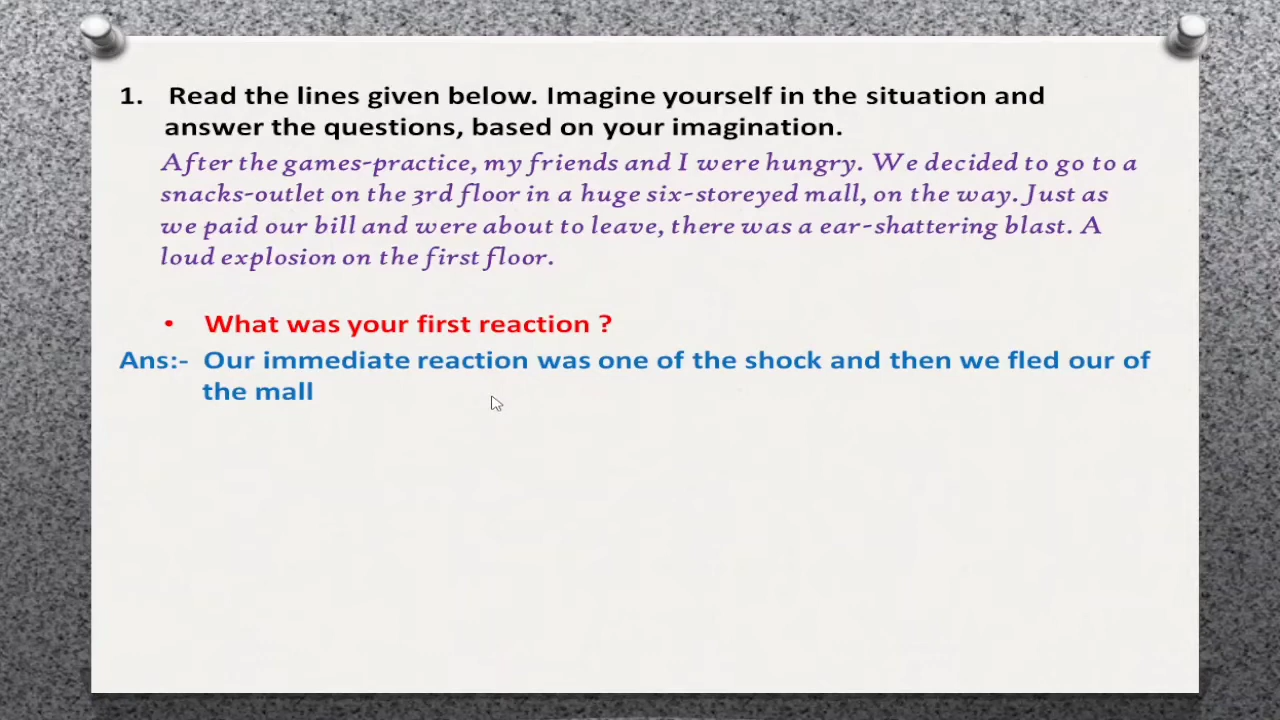 1. Read the lines given below. Imagine yourself in the situation and
answer the questions, based on your imagination.
After the games-practice, my friends and I were hungry. We decided to go to a
snacks-outlet on the 3rd floor in a huge six-storeyed mall, on the way. Just as
we paid our bill and were about to leave, there was a ear-shattering blast. A
loud explosion on the first floor.
• What was your first reaction ?
Ans:- Our immediate reaction was one of the shock and then we fled our of
the mall